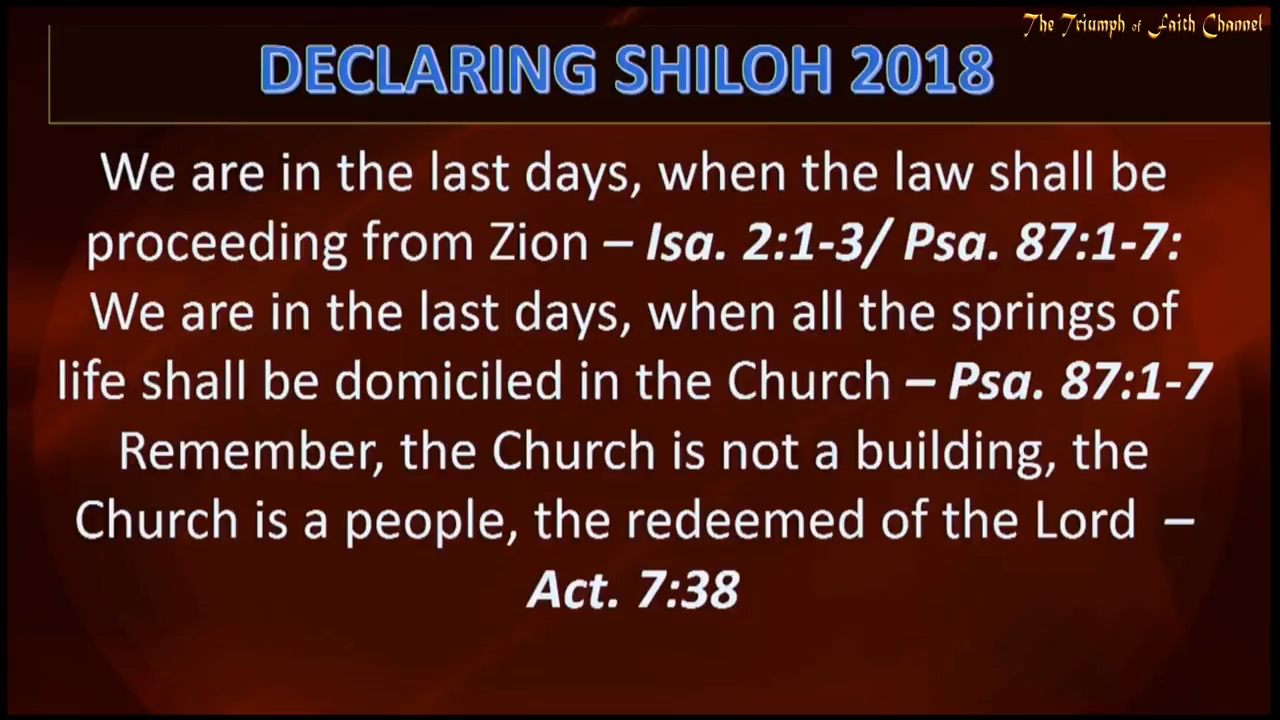 The Triumph of Faith Channel
DECLARING SHILOH 2018
We are in the last days, when the law shall be
proceeding from Zion – Isa. 2:1-3/ Psa. 87:1-7:
We are in the last days, when all the springs of
life shall be domiciled in the Church – Psa. 87:1-7
Remember, the Church is not a building, the
Church is a people, the redeemed of the Lord –
Act. 7:38